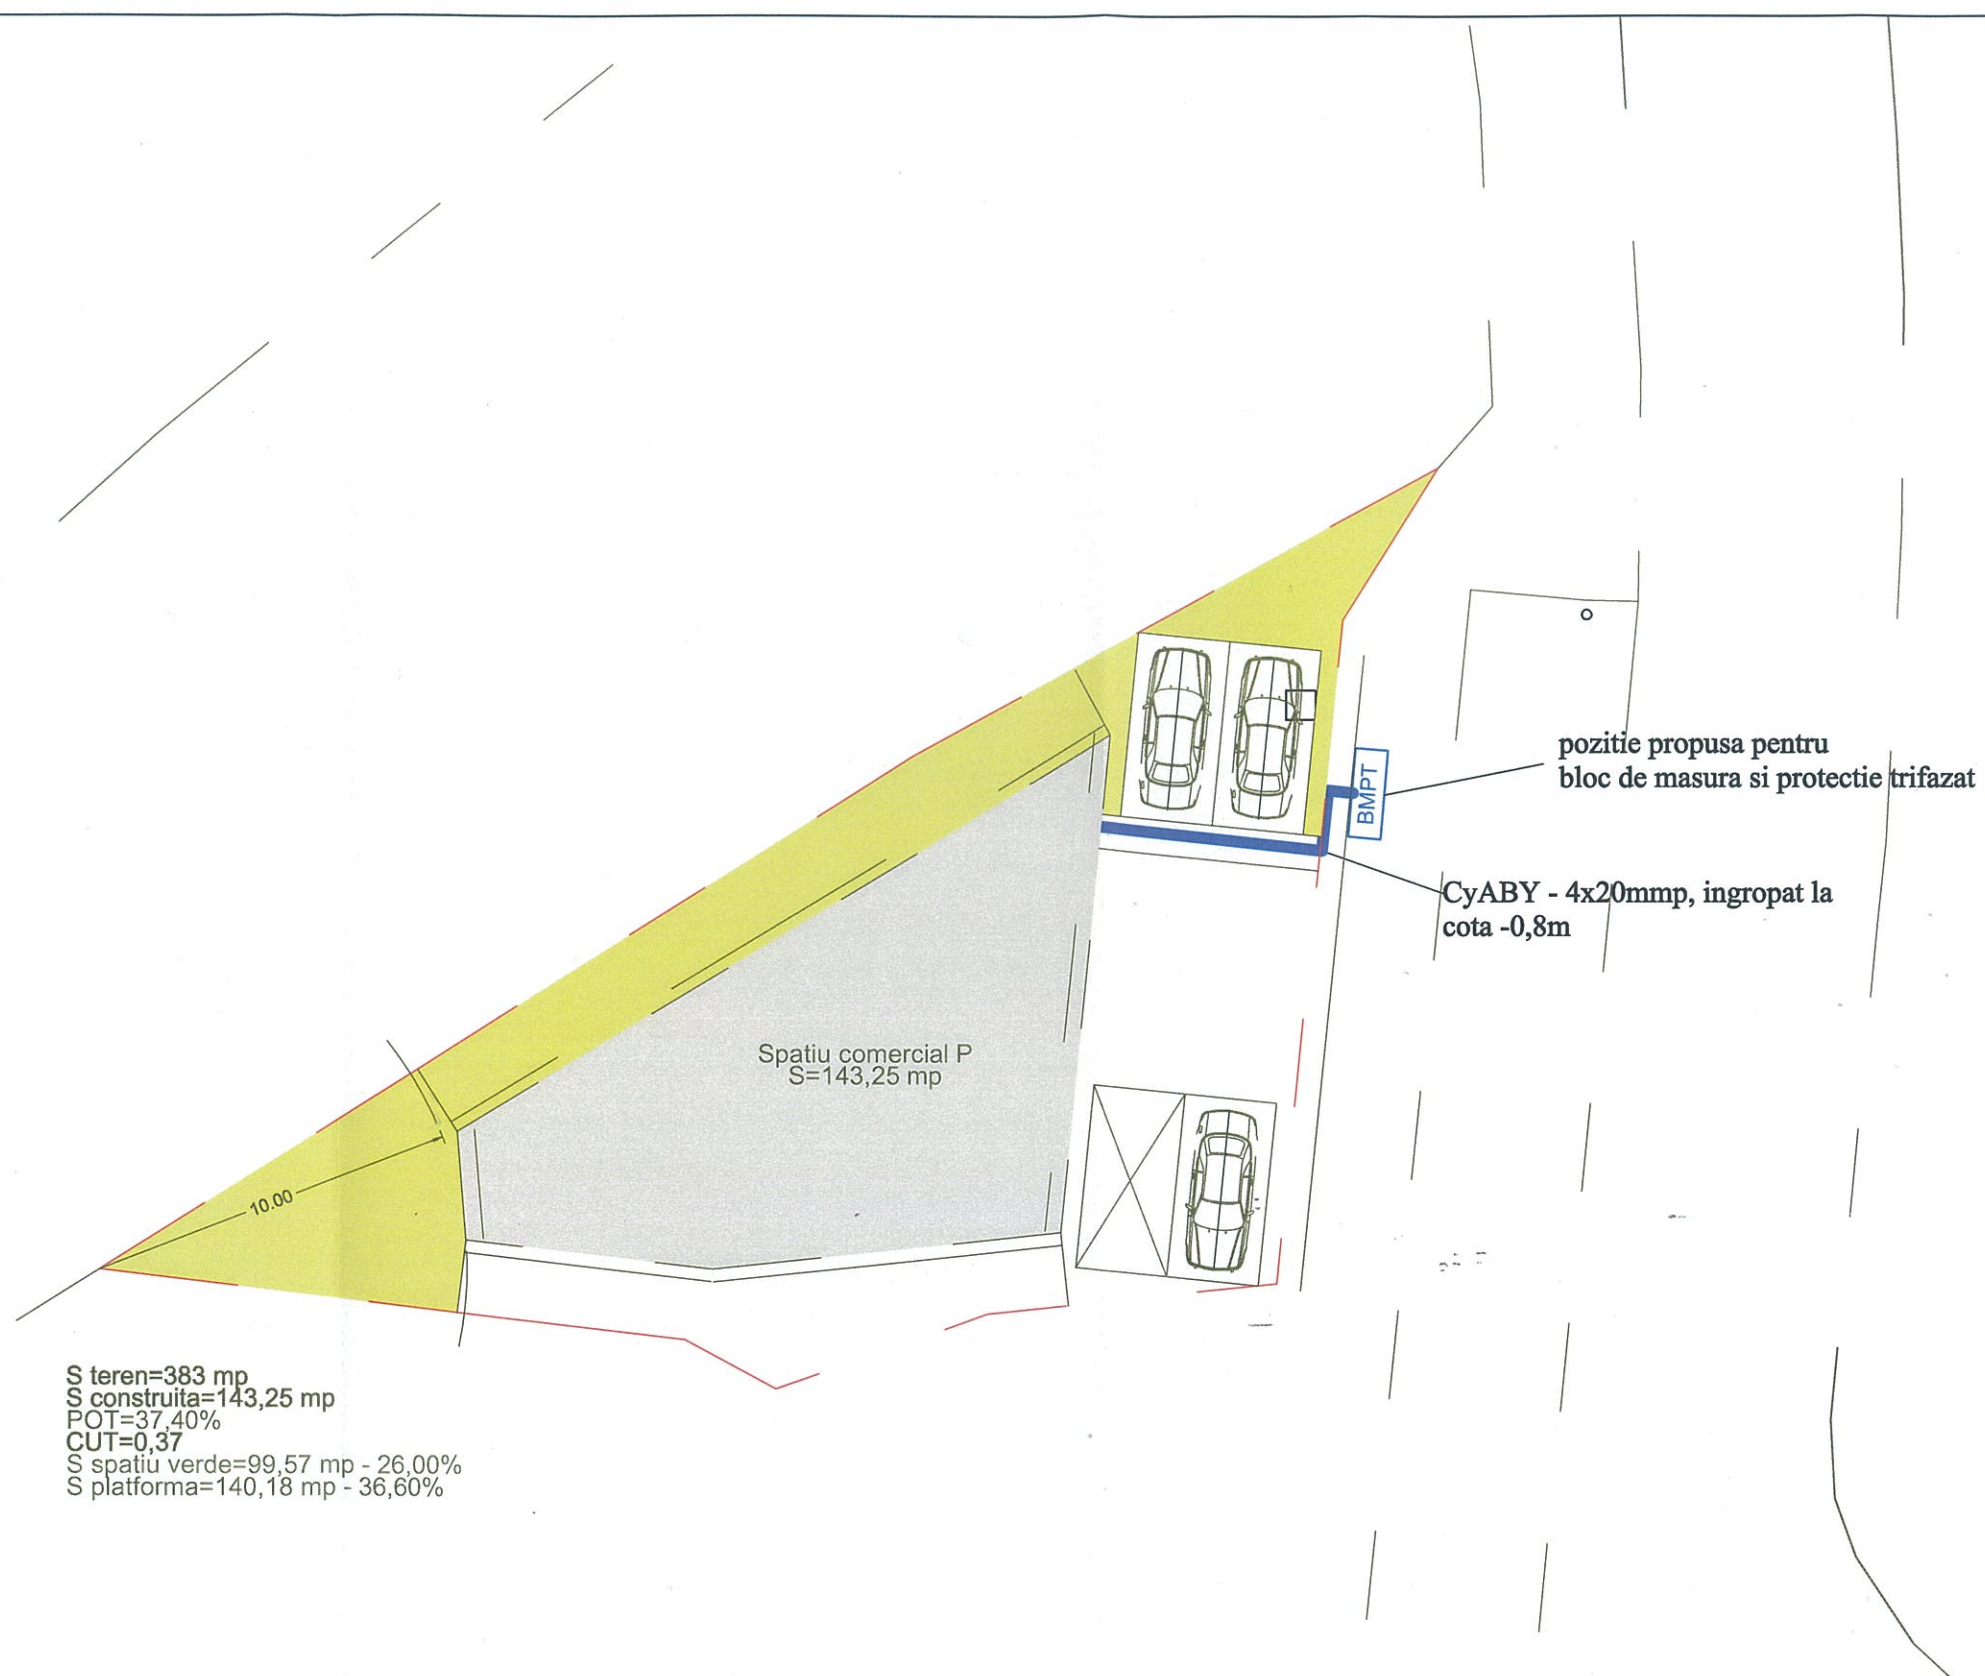 pozitie propusa pentru
bloc de masura si protectie trifazat
BMPT
CyABY - 4x20mmp, ingropat la
cota -0,8m
Spatiu comercial P
S=143,25 mp
10.00
S teren=383 mp
S construita=143,25 mp
POT=37,40%
CUT=0,37
S spatiu verde=99,57 mp - 26,00%
S platforma=140,18 mp - 36,60%